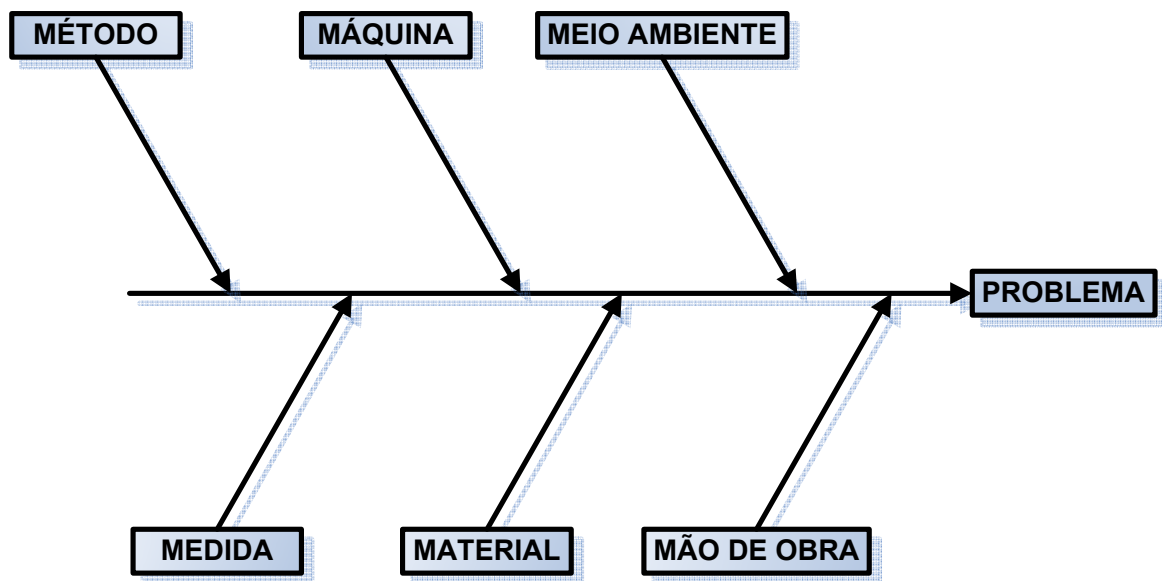 MÉTODO
MÁQUINA
MEIO AMBIENTE
PROBLEMA
MEDIDA
MATERIAL
MÃO DE OBRA